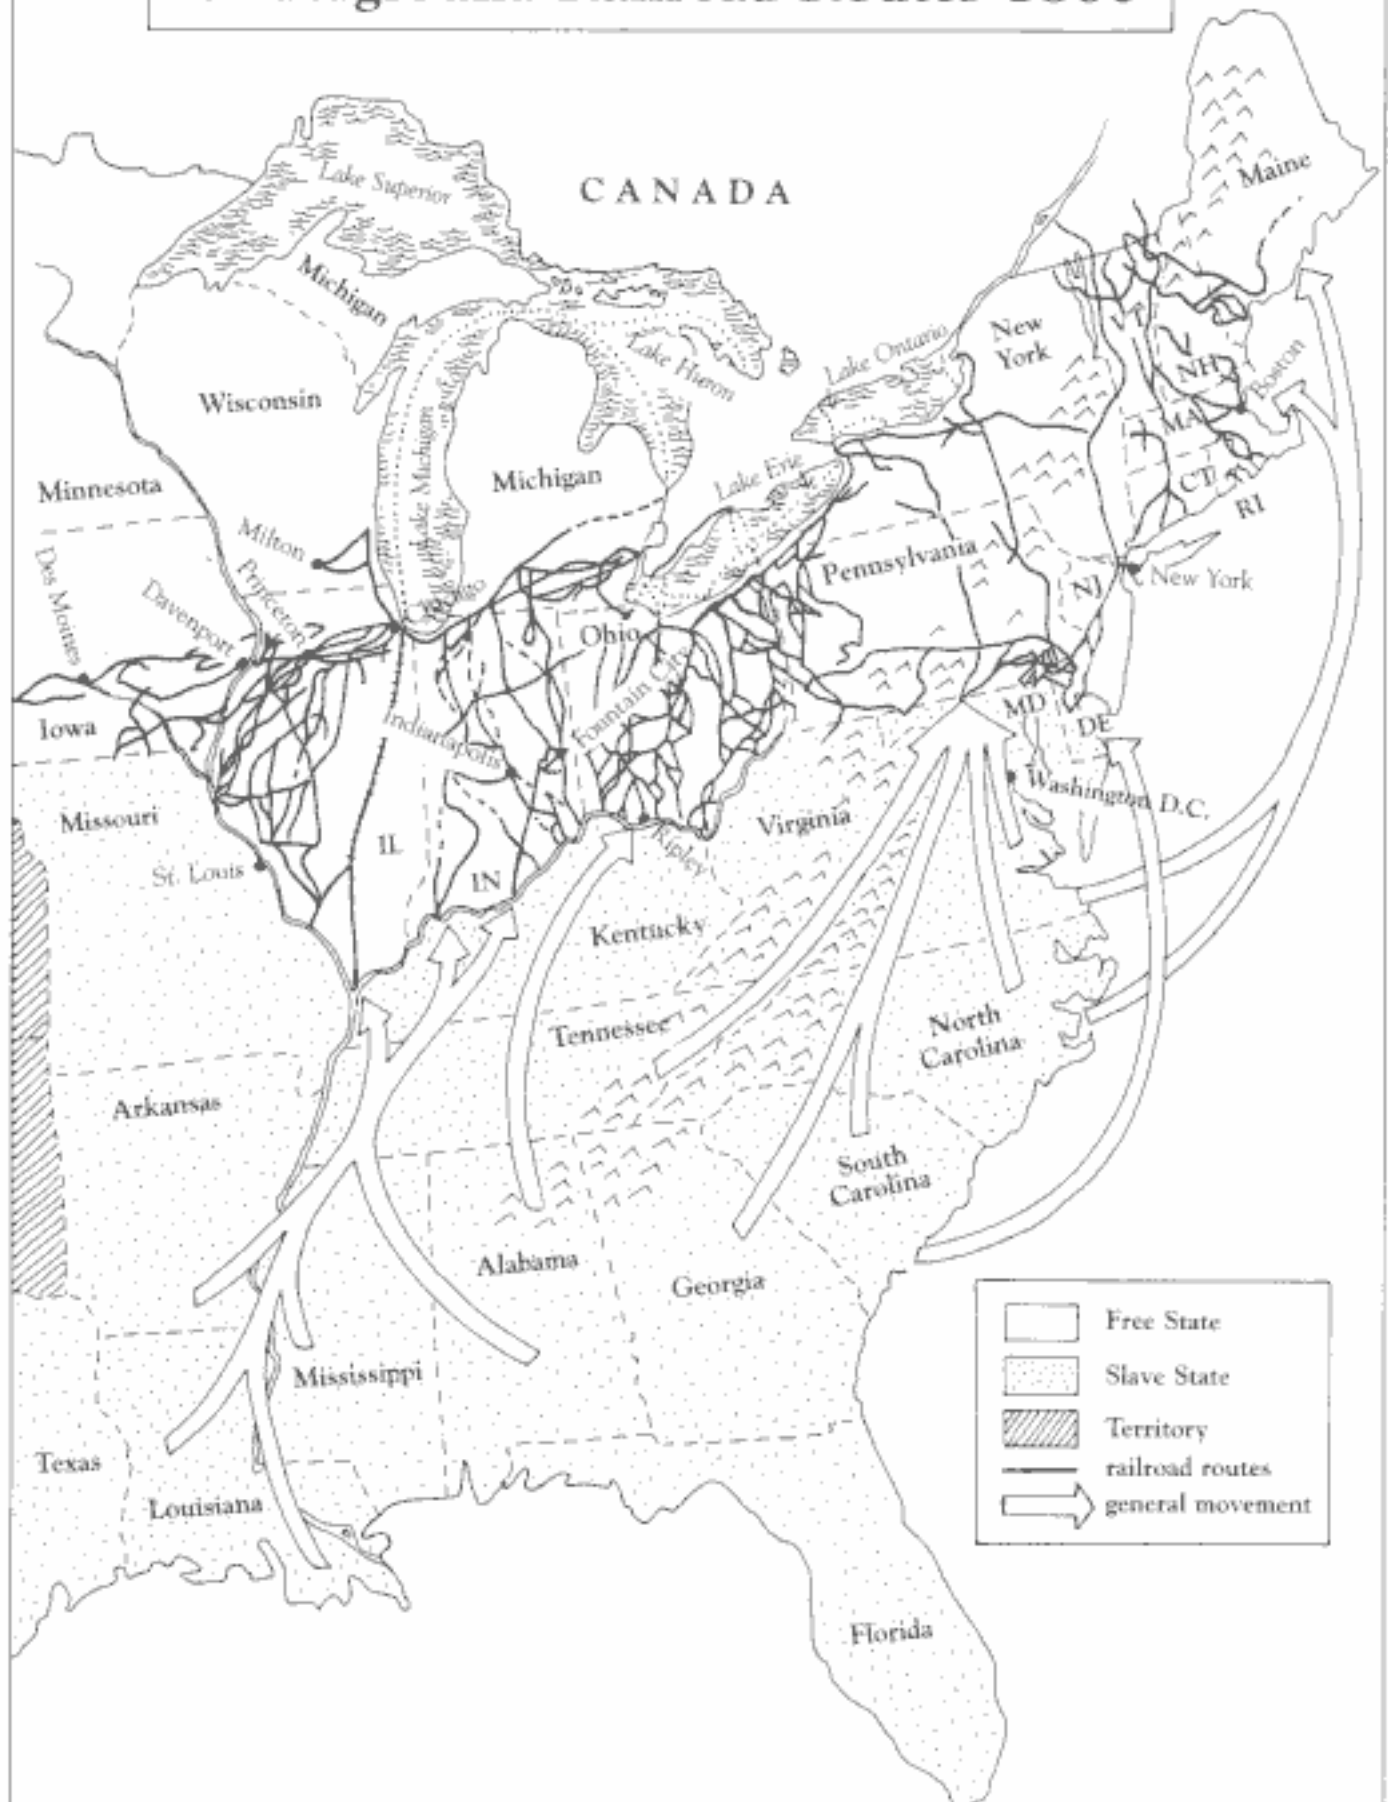 Routes 1860
CANADA
Lake Superior
Maine
Michigan
New
York
VT
Lake Ontario
Lake Huron
NH
Boston
Wisconsin
Lake Michigan
MA
Michigan
Lake Erie
CT
RI
Minnesota
Milton
Des Moines
Princeton
Davenport
Chicago
Pennsylvania
NJ
New York
Ohio
Fountain City
Iowa
Indianapolis
MD
DE
Washington D.C.
Missouri
Virginia
IL
Ripley
St. Louis
IN
Kentucky
Tennessee
North
Carolina
Arkansas
South
Carolina
Alabama
Georgia
Mississippi
Texas
Louisiana
Florida
Free State
Slave State
Territory
railroad routes
general movement